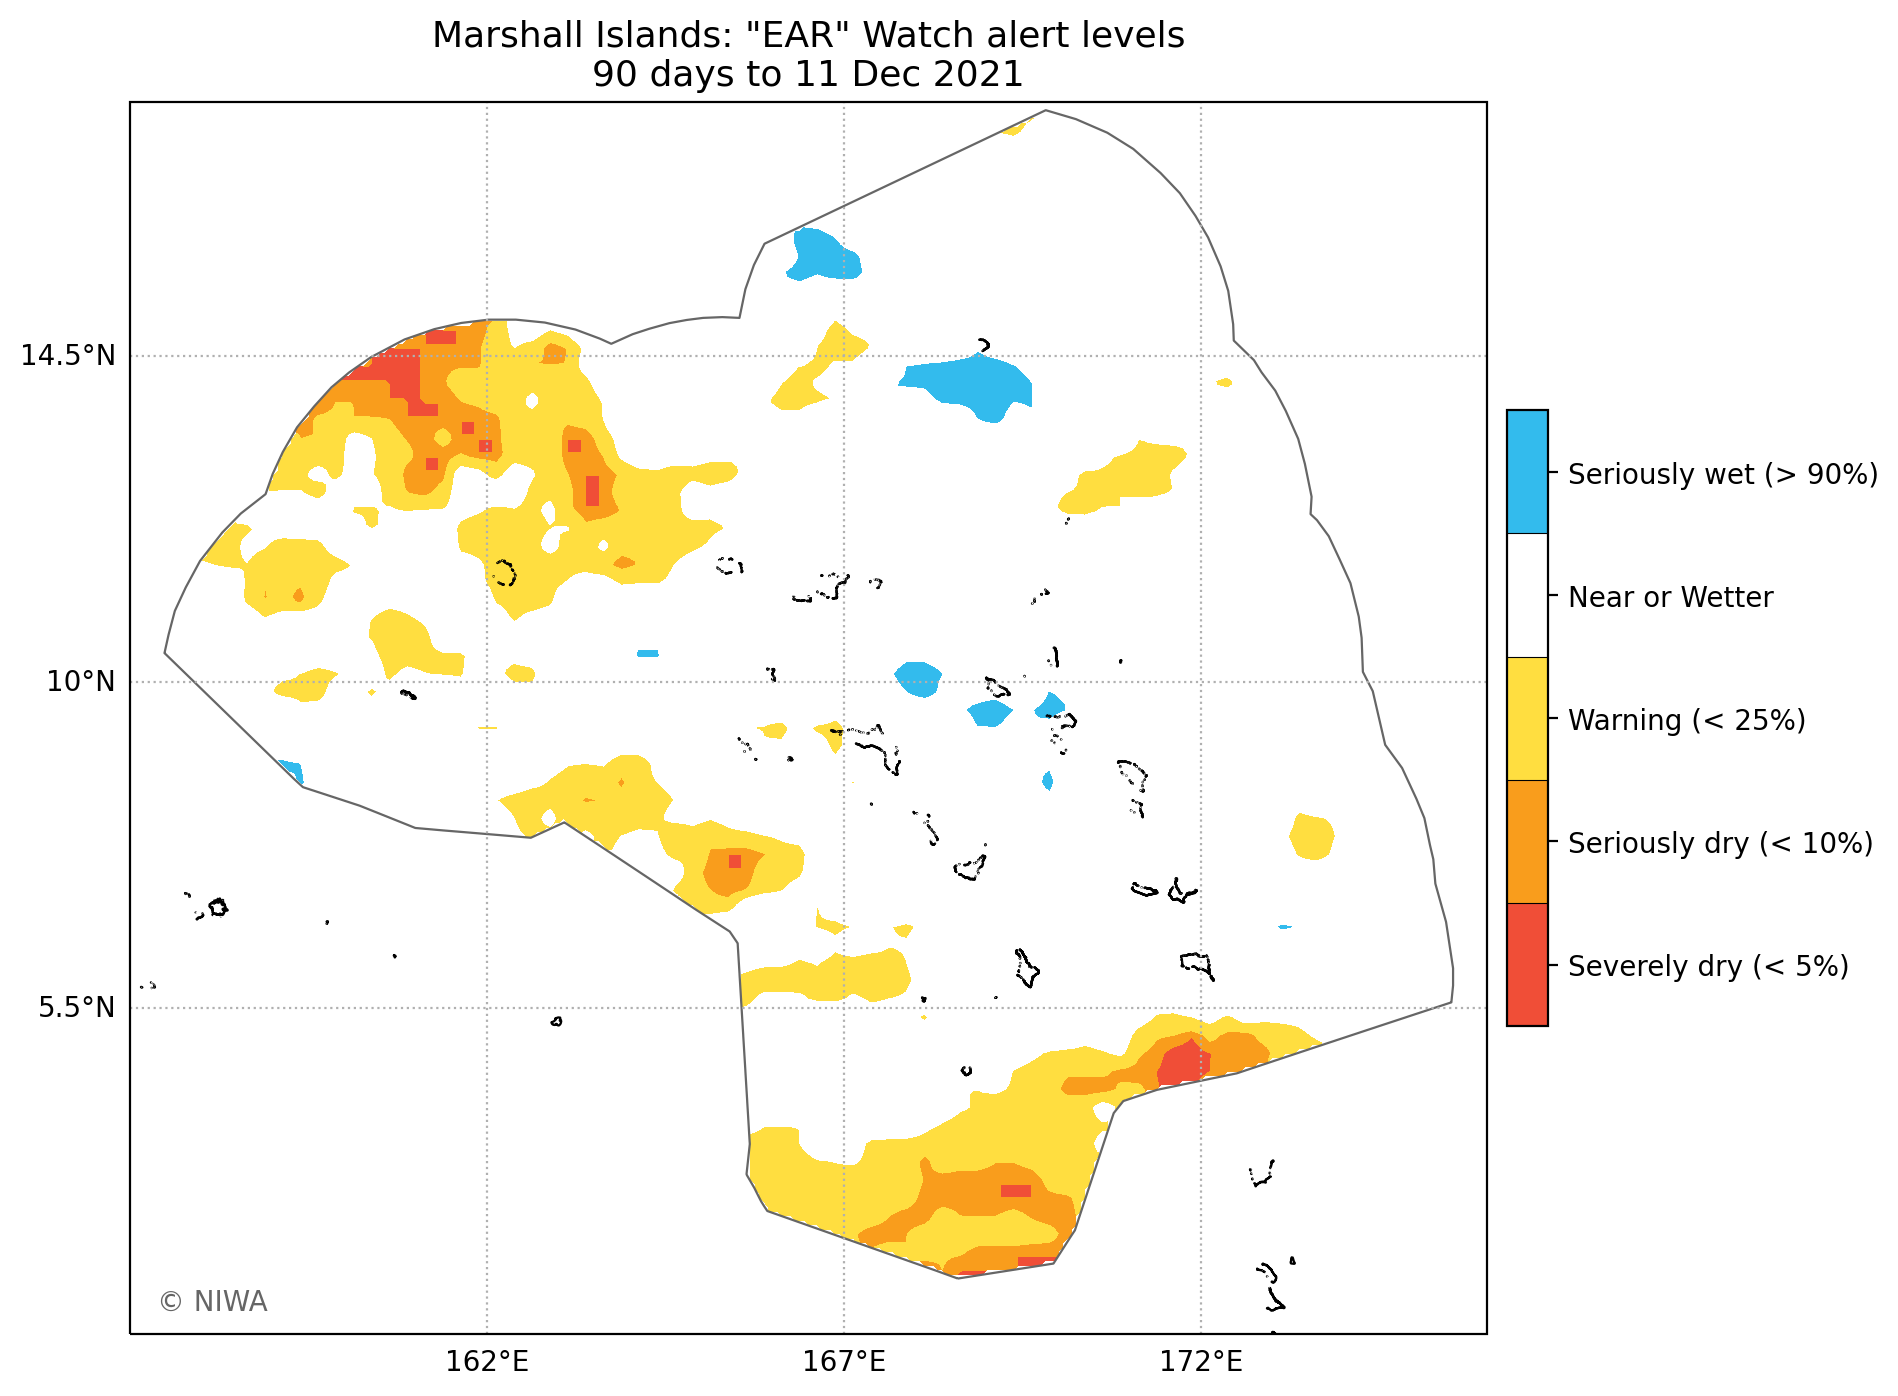 Marshall Islands: "EAR" Watch alert levels
90 days to 11 Dec 2021
14.5°N
10°N
5.5°N
162°E
167°E
172°E
Seriously wet (> 90%)
Near or Wetter
Warning (< 25%)
Seriously dry (< 10%)
Severely dry (< 5%)
© NIWA